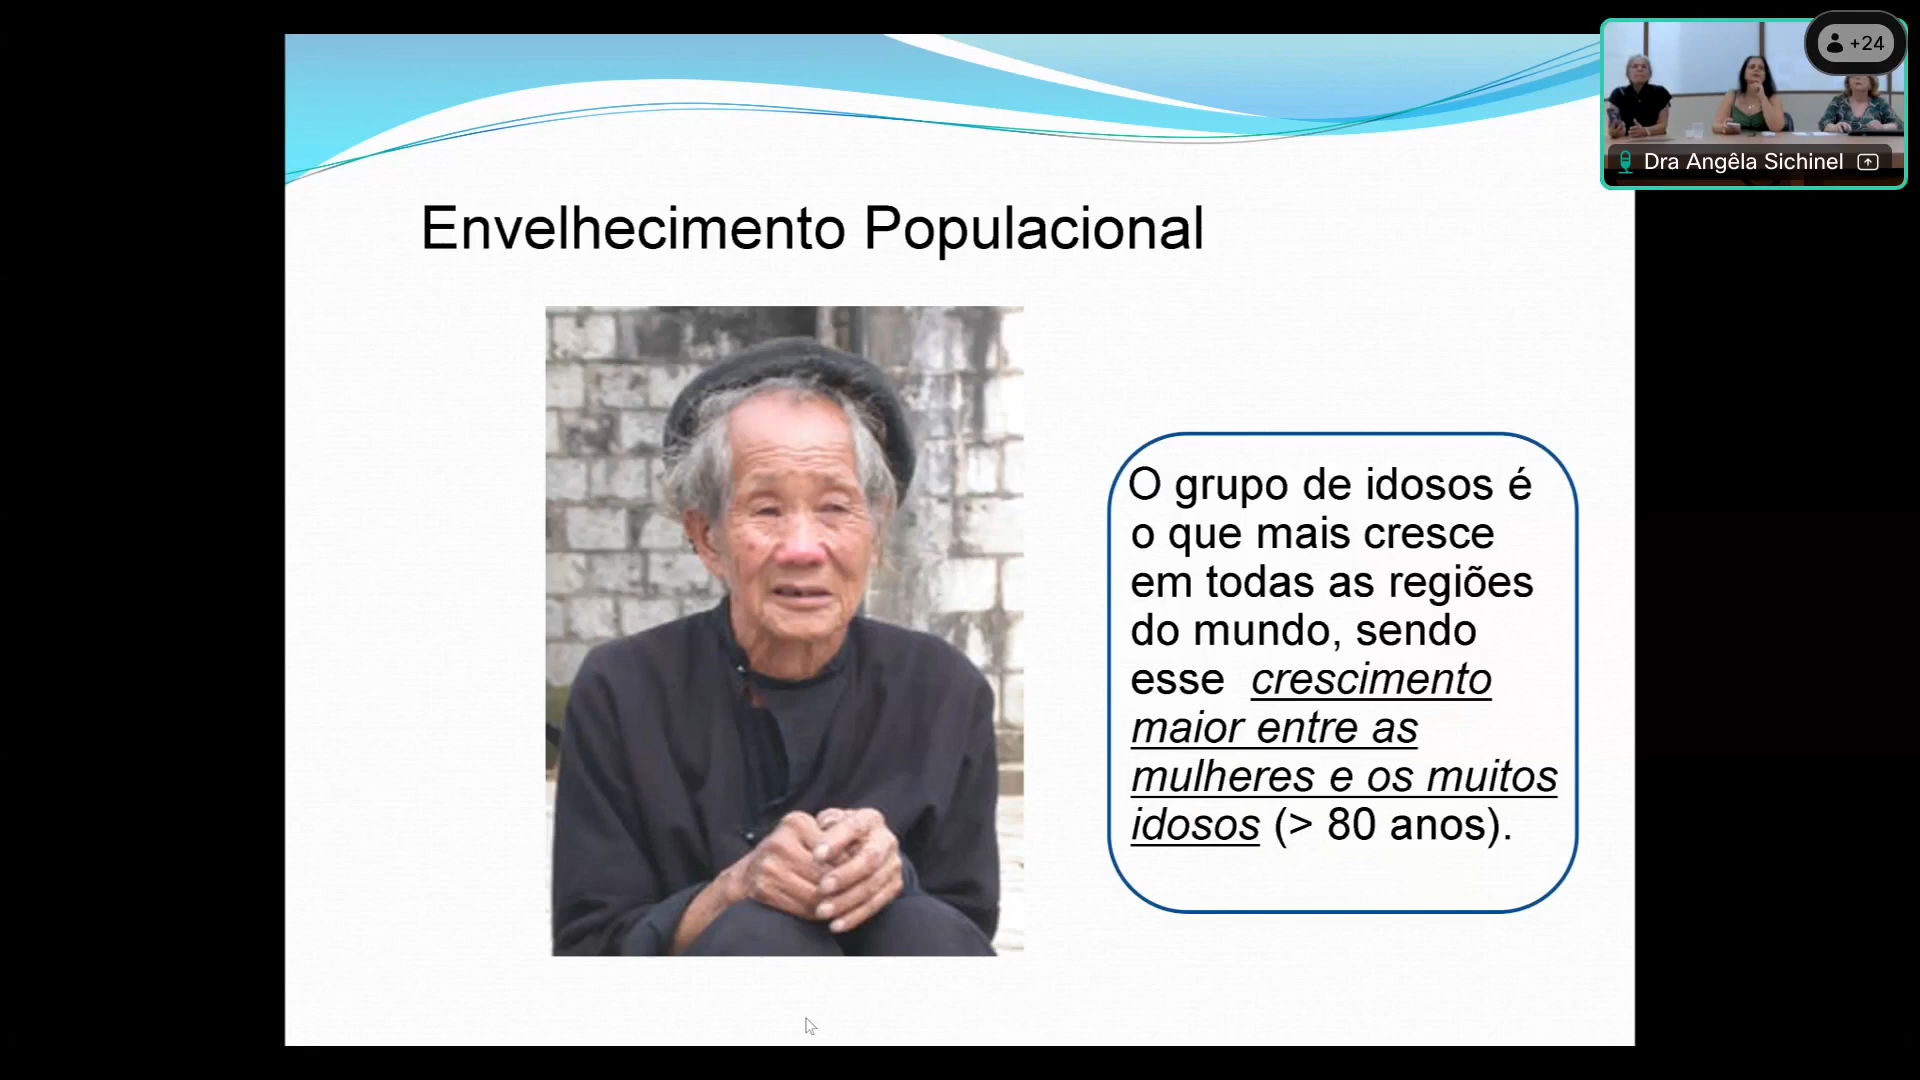 +24
Dra Angêla Sichinel
Envelhecimento Populacional
O grupo de idosos é
o que mais cresce
em todas as regiões
do mundo, sendo
esse crescimento
maior entre as
mulheres e os muitos
idosos (> 80 anos).